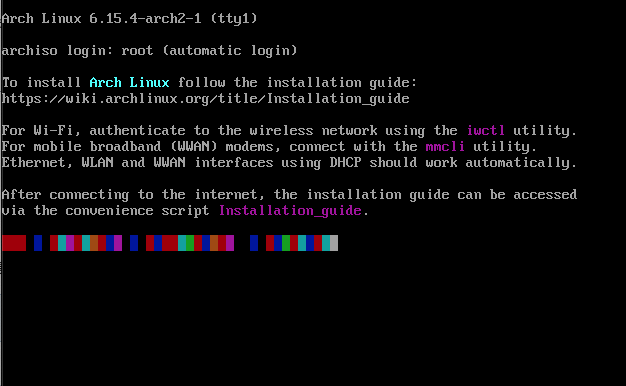 Arch Linux 6.15.4-arch2-1 (tty1)
archiso login: root (automatic login)
To install Arch Linux follow the installation guide:
https://wiki.archlinux.org/title/Installation_guide
For Wi-Fi, authenticate to the wireless network using the iwctl utility.
For mobile broadband (WWAN) modems, connect with the mmcli utility.
Ethernet, WLAN and WWAN interfaces using DHCP should work automatically.
After connecting to the internet, the installation guide can be accessed
via the convenience script Installation_guide.